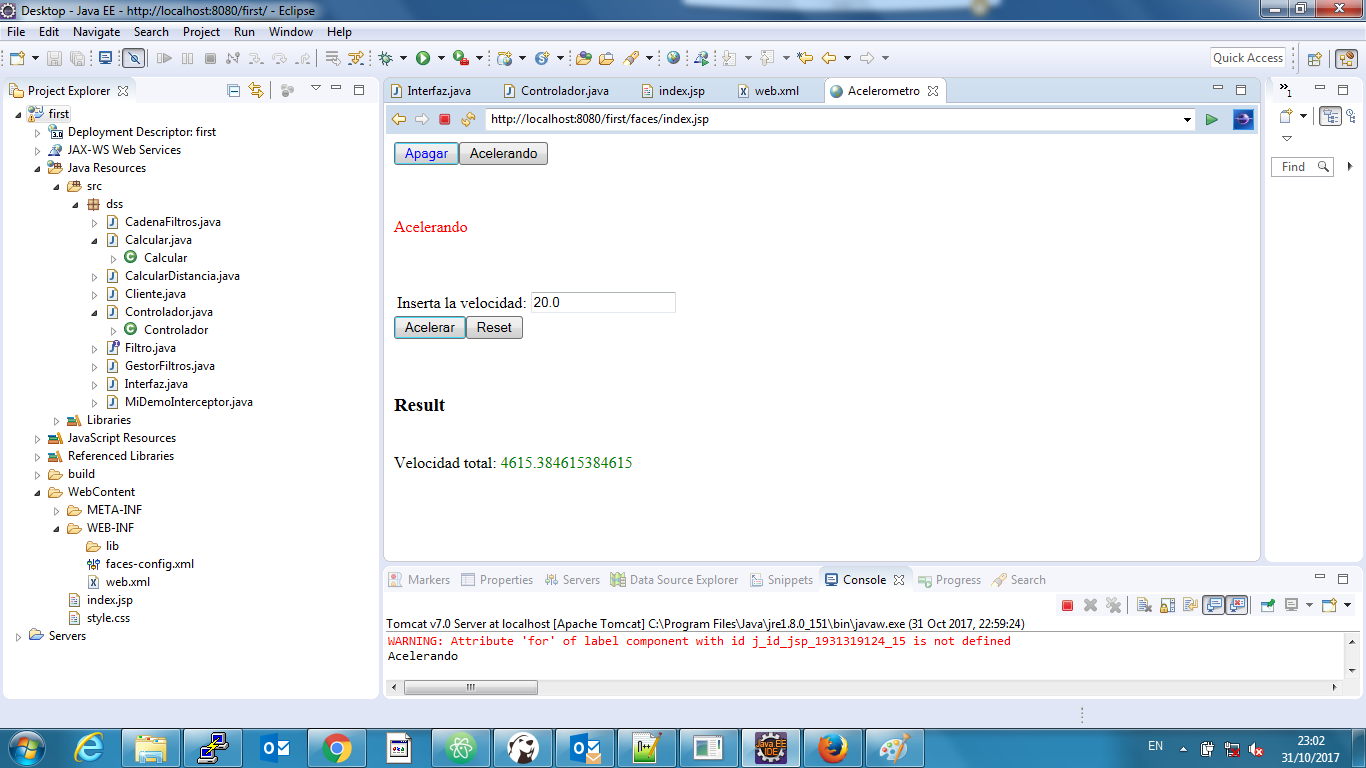 Desktop - Java EE - http://localhost:8080/first/ - Eclipse
File Edit Navigate Search Project Run Window Help
Quick Access
Project Explorer
first
Deployment Descriptor: first
JAX-WS Web Services
Java Resources
src
dss
CadenaFiltros.java
Calcular.java
Calcular
CalcularDistancia.java
Cliente.java
Controlador.java
Controlador
Filtro.java
GestorFiltros.java
Interfaz.java
MiDemoInterceptor.java
Libraries
JavaScript Resources
Referenced Libraries
build
WebContent
META-INF
WEB-INF
lib
faces-config.xml
web.xml
index.jsp
style.css
Servers
Interfaz.java Controlador.java index.jsp web.xml Acelerometro
http://localhost:8080/first/faces/index.jsp
Apagar Acelerando
Acelerando
Inserta la velocidad: 20.0
Acelerar Reset
Result
Velocidad total: 4615.384615384615
»1
Find
Markers Properties Servers Data Source Explorer Snippets Console Progress Search
Tomcat v7.0 Server at localhost [Apache Tomcat] C:\Program Files\Java\jre1.8.0_151\bin\javaw.exe (31 Oct 2017, 22:59:24)
WARNING: Attribute 'for' of label component with id j_id_jsp_1931319124_15 is not defined
Acelerando
Java EE
IDE
EN
23:02
31/10/2017